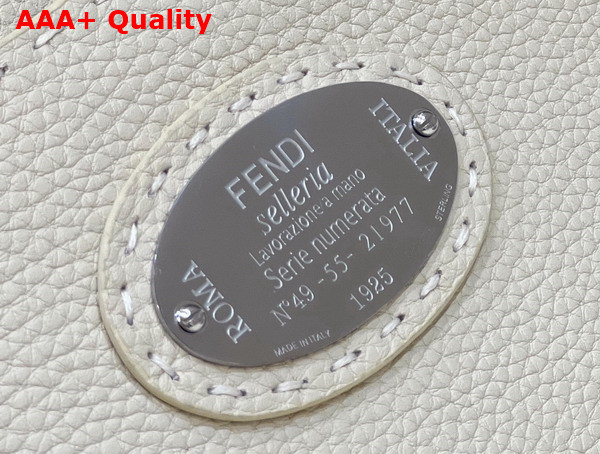 AAA+ Quality
FENDI
Selleria
Lavorazione a mano
Serie numerata
N°49 -55- 21977
1925
ROMA
ITALIA
STERLING
MADE IN ITALY